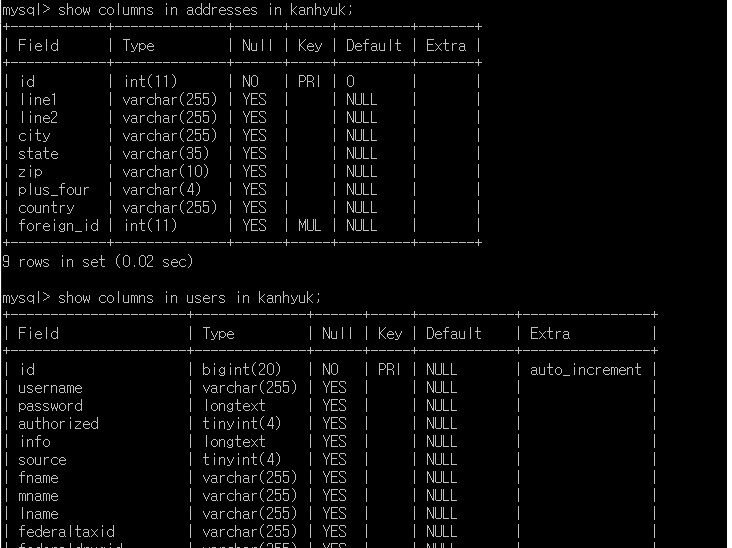 mysql> show columns in addresses in kanhyuk;
+------------+--------------+------+-----+---------+-------+
| Field      | Type         | Null | Key | Default | Extra |
+------------+--------------+------+-----+---------+-------+
| id         | int(11)      | NO   | PRI | 0       |       |
| line1      | varchar(255) | YES  |     | NULL    |       |
| line2      | varchar(255) | YES  |     | NULL    |       |
| city       | varchar(255) | YES  |     | NULL    |       |
| state      | varchar(35)  | YES  |     | NULL    |       |
| zip        | varchar(10)  | YES  |     | NULL    |       |
| plus_four  | varchar(4)   | YES  |     | NULL    |       |
| country    | varchar(255) | YES  |     | NULL    |       |
| foreign_id | int(11)      | YES  | MUL | NULL    |       |
+------------+--------------+------+-----+---------+-------+
9 rows in set (0.02 sec)
mysql> show columns in users in kanhyuk;
+----------------------+--------------+------+-----+-----------+----------------+
| Field                | Type         | Null | Key | Default   | Extra          |
+----------------------+--------------+------+-----+-----------+----------------+
| id                   | bigint(20)   | NO   | PRI | NULL      | auto_increment |
| username             | varchar(255) | YES  |     | NULL      |                |
| password             | longtext     | YES  |     | NULL      |                |
| authorized           | tinyint(4)   | YES  |     | NULL      |                |
| info                 | longtext     | YES  |     | NULL      |                |
| source               | tinyint(4)   | YES  |     | NULL      |                |
| fname                | varchar(255) | YES  |     | NULL      |                |
| mname                | varchar(255) | YES  |     | NULL      |                |
| lname                | varchar(255) | YES  |     | NULL      |                |
| federaltaxid         | varchar(255) | YES  |     | NULL      |                |